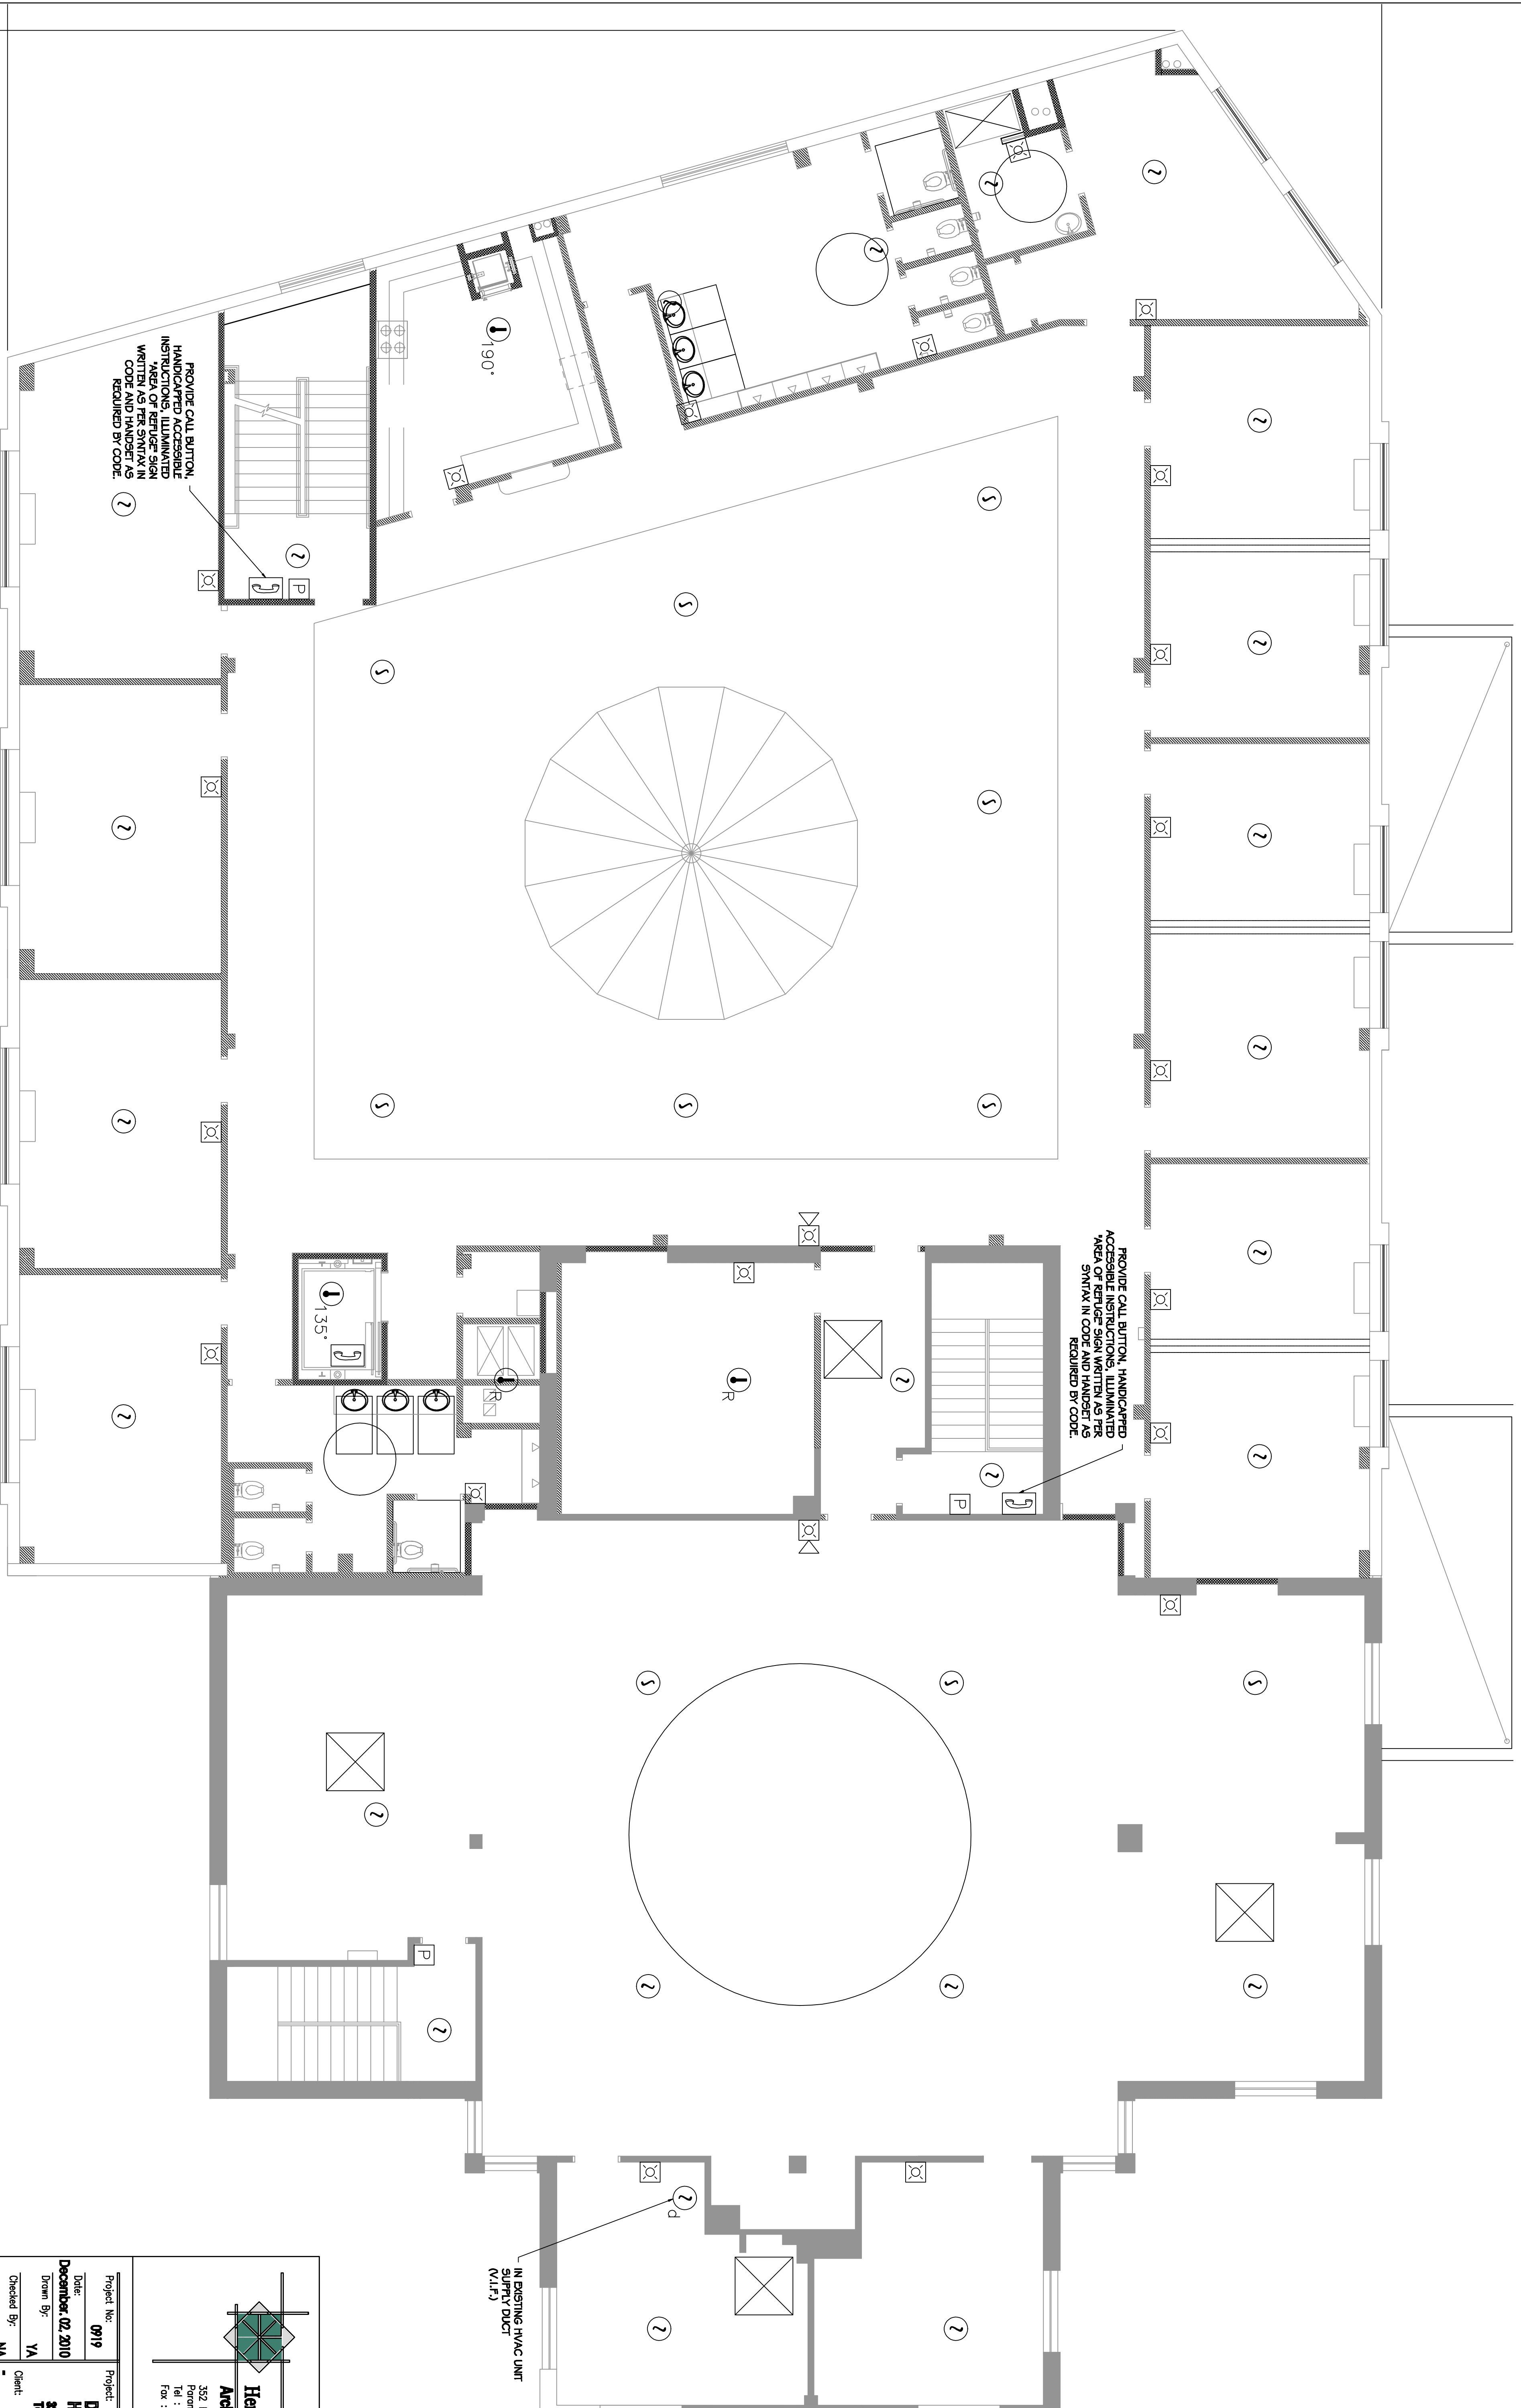 PROVIDE CALL BUTTON,
HANDICAPPED ACCESSIBLE
INSTRUCTIONS, ILLUMINATED
"AREA OF REFUGE" SIGN
WRITTEN AS PER SYNTAX IN
CODE AND HANDSET AS
REQUIRED BY CODE.
190°
P
PROVIDE CALL BUTTON, HANDICAPPED
ACCESSIBLE INSTRUCTIONS, ILLUMINATED
"AREA OF REFUGE" SIGN WRITTEN AS PER
SYNTAX IN CODE AND HANDSET AS
REQUIRED BY CODE.
135°
R
R
P
P
d
IN EXISTING HVAC UNIT
SUPPLY DUCT
(V.I.F.)
352
Tel :
Fax :
Project No:
0919
Date:
December, 02, 2010
Drawn By:
YA
Checked By:
Project:
Client: